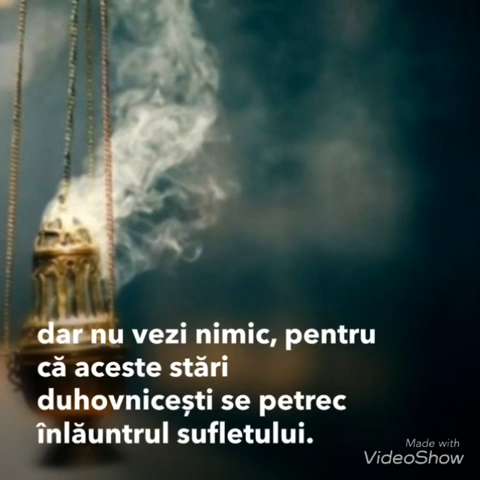 dar nu vezi nimic, pentru
că aceste stări
duhovnicești se petrec
înlăuntrul sufletului.
Made with
VideoShow